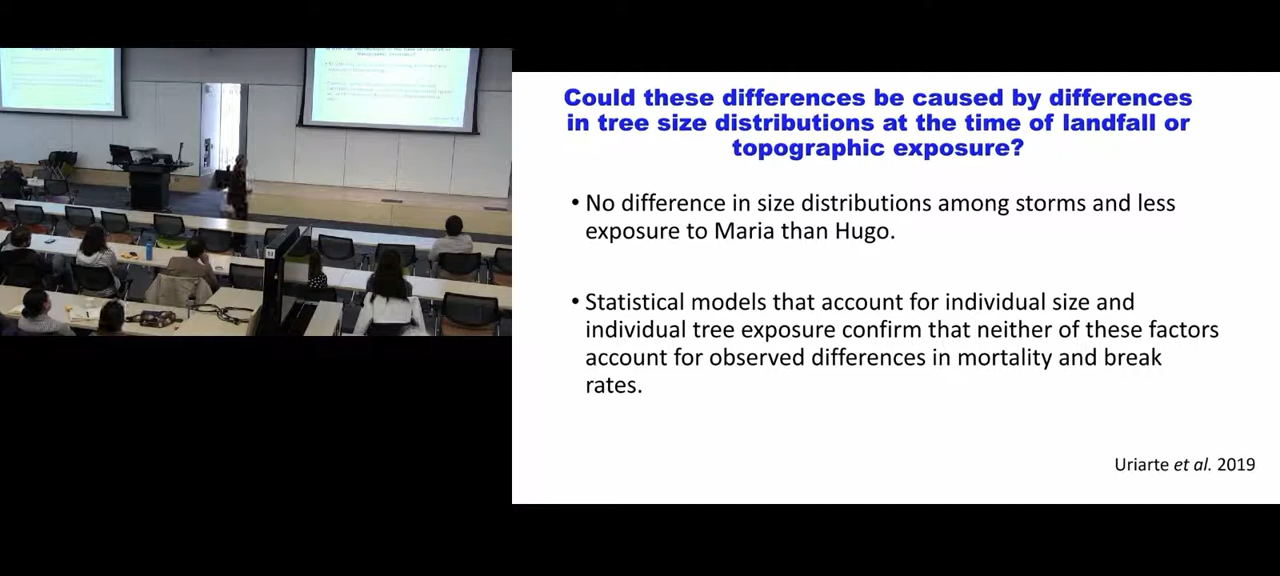 Could these differences be caused by differences
in tree size distributions at the time of landfall or
topographic exposure?
• No difference in size distributions among storms and less
exposure to Maria than Hugo.
• Statistical models that account for individual size and
individual tree exposure confirm that neither of these factors
account for observed differences in mortality and break
rates.
Uriarte et al. 2019